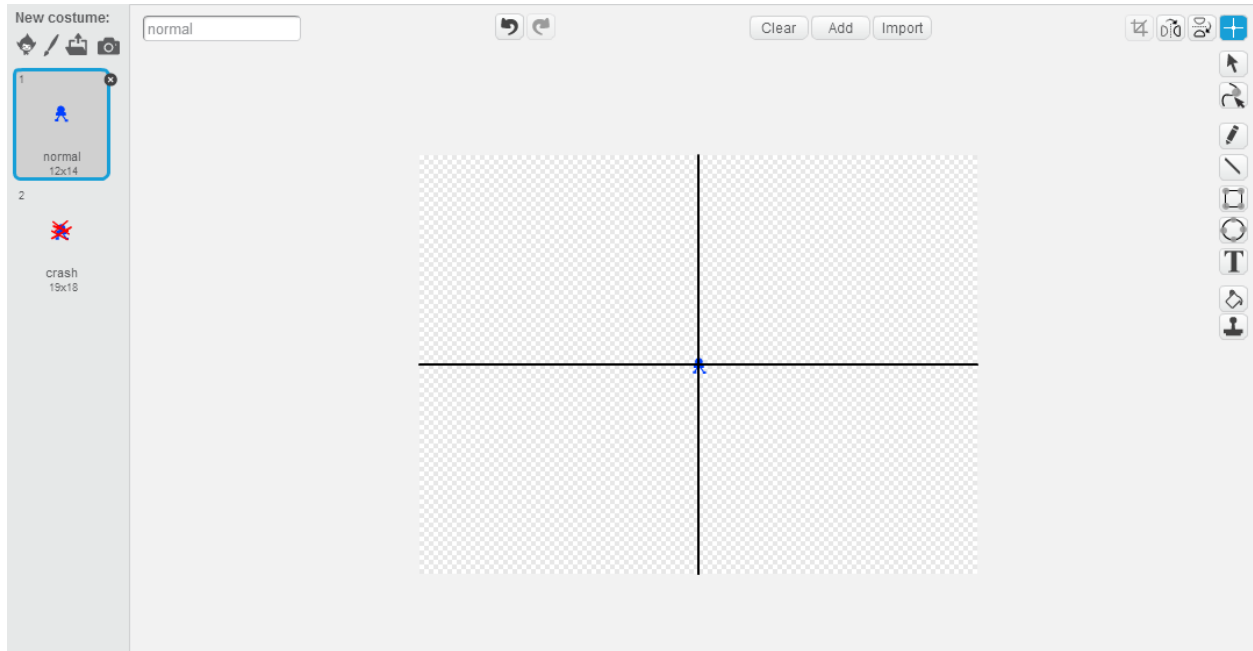 New costume:
normal
Clear
Add
Import
1
normal
12x14
2
crash
19x18
T